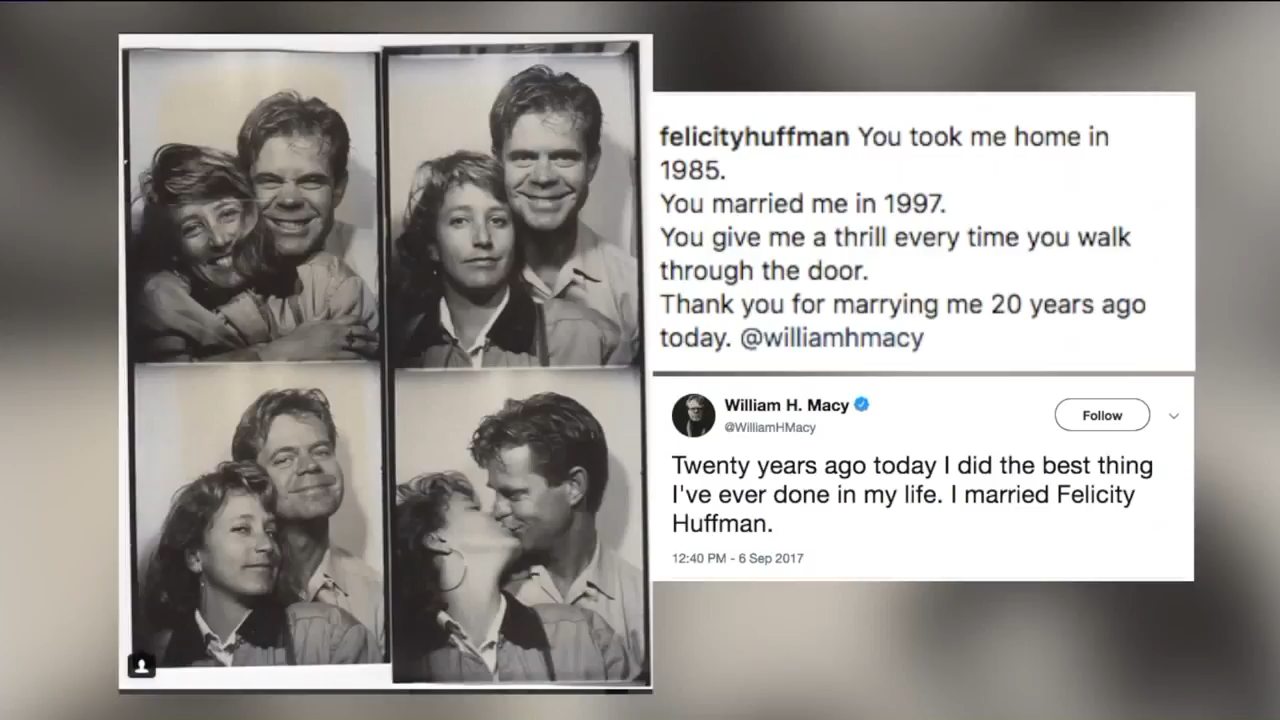 felicityhuffman You took me home in
1985.
You married me in 1997.
You give me a thrill every time you walk
through the door.
Thank you for marrying me 20 years ago
today. @williamhmacy
William H. Macy
@WilliamHMacy
Follow
Twenty years ago today I did the best thing
I've ever done in my life. I married Felicity
Huffman.
12:40 PM - 6 Sep 2017